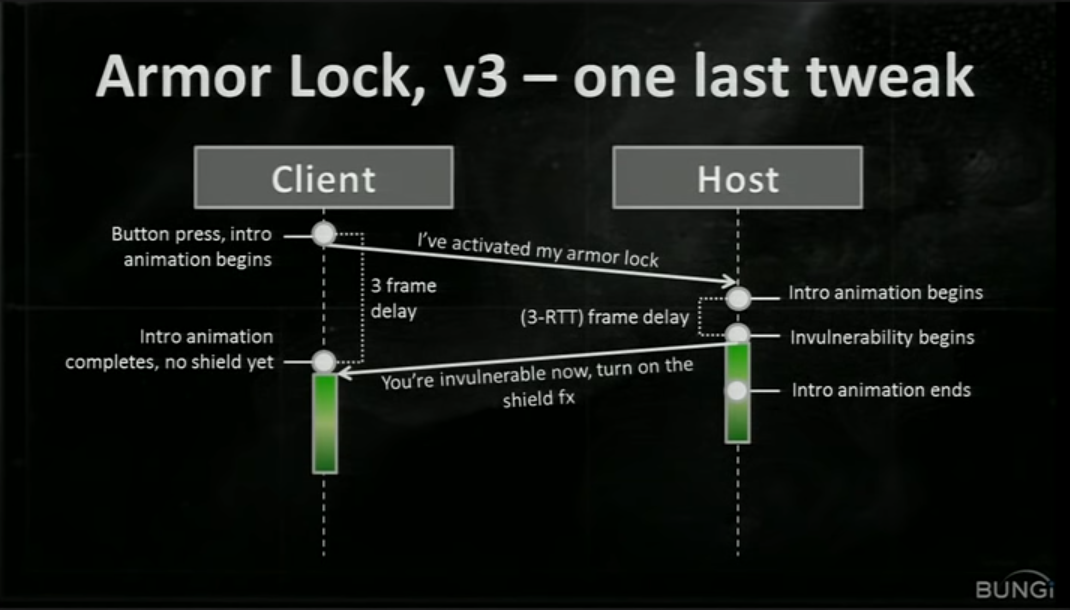 Armor Lock, v3 – one last tweak
Client
Host
Button press, intro
animation begins
I've activated my armor lock
3 frame
delay
Intro animation begins
(3-RTT) frame delay
Invulnerability begins
Intro animation
completes, no shield yet
You're invulnerable now, turn on the
shield fx
Intro animation ends
BUNGi